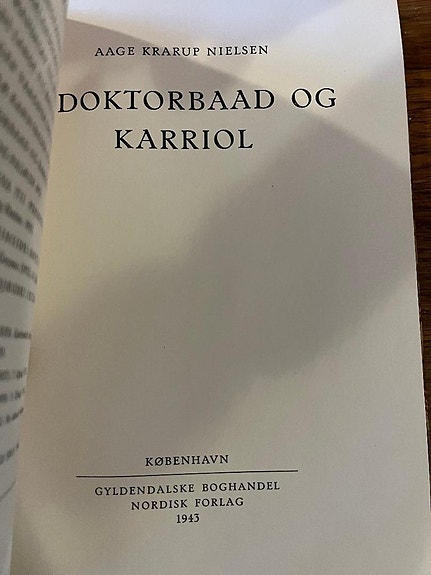 AAGE KRARUP NIELSEN
DOKTORBAAD OG
KARRIOL
KØBENHAVN
GYLDENDALSKE BOGHANDEL
NORDISK FORLAG
1943